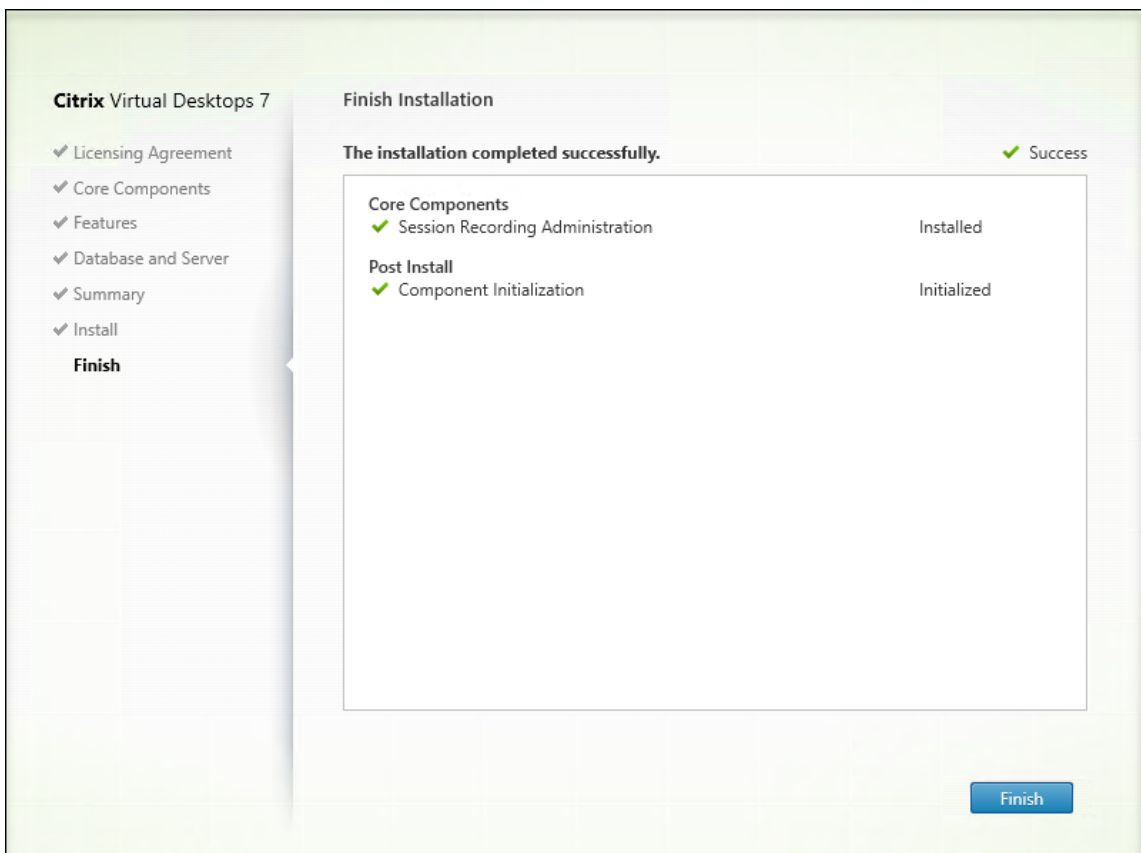 Citrix Virtual Desktops 7
Licensing Agreement
Core Components
Features
Database and Server
Summary
Install
Finish
Finish Installation
The installation completed successfully.
Success
Core Components
Session Recording Administration Installed
Post Install
Component Initialization Initialized
Finish